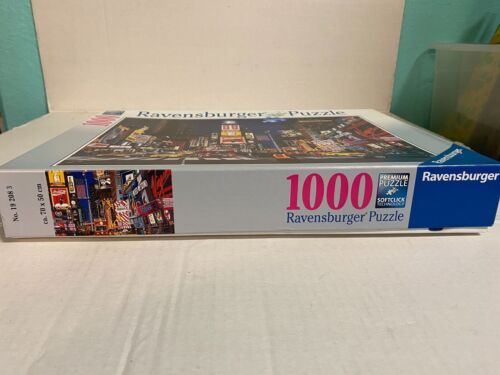 Ravensburger Puzzle
1000
No. 19 208 3
ca. 70 x 50 cm
1000
Ravensburger® Puzzle
PREMIUM
PUZZLE
SOFTCLICK
TECHNOLOGY
Ravensburger
Ravensburger